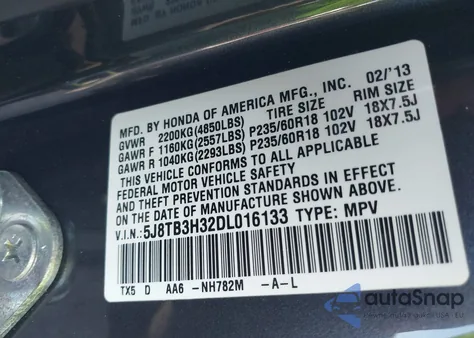 MFD. BY HONDA OF AMERICA MFG., INC. 02/'13
GVWR 2200KG(4850LBS) TIRE SIZE RIM SIZE
GAWR F 1160KG(2557LBS) P235/60R18 102V 18X7.5J
GAWR R 1040KG(2293LBS) P235/60R18 102V 18X7.5J
THIS VEHICLE CONFORMS TO ALL APPLICABLE
FEDERAL MOTOR VEHICLE SAFETY
AND THEFT PREVENTION STANDARDS IN EFFECT
ON THE DATE OF MANUFACTURE SHOWN ABOVE.
V.I.N.: 5J8TB3H32DL016133 TYPE: MPV
TX5 D AA6 -NH782M -A-L
autoSnap